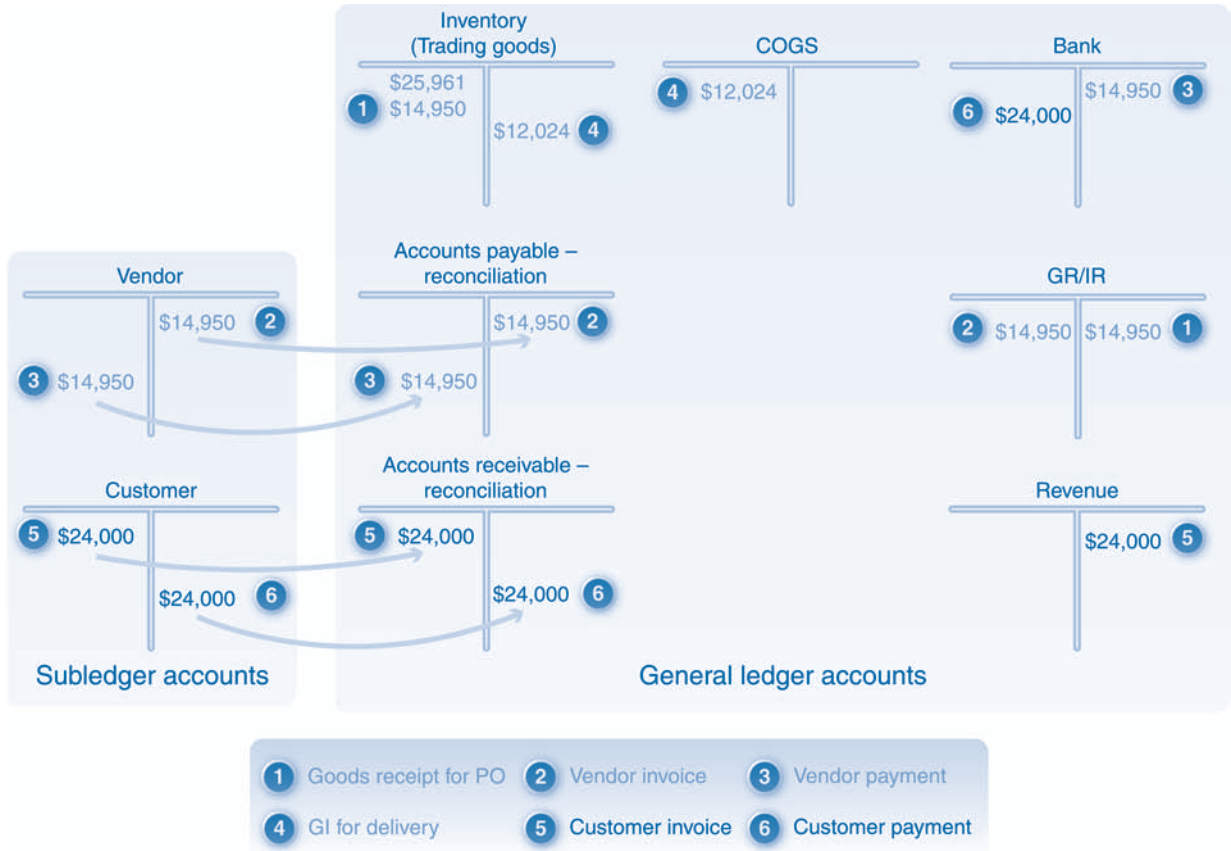 Inventory
(Trading goods)
COGS
Bank
$25,961
1 $14,950
$12,024 4
4 $12,024
$14,950 3
6 $24,000
Vendor
$14,950 2
3 $14,950
Accounts payable –
reconciliation
$14,950 2
3 $14,950
GR/IR
2 $14,950 $14,950 1
Customer
5 $24,000
$24,000 6
Accounts receivable –
reconciliation
5 $24,000
$24,000 6
Revenue
$24,000 5
Subledger accounts
General ledger accounts
1 Goods receipt for PO 2 Vendor invoice 3 Vendor payment
4 GI for delivery 5 Customer invoice 6 Customer payment